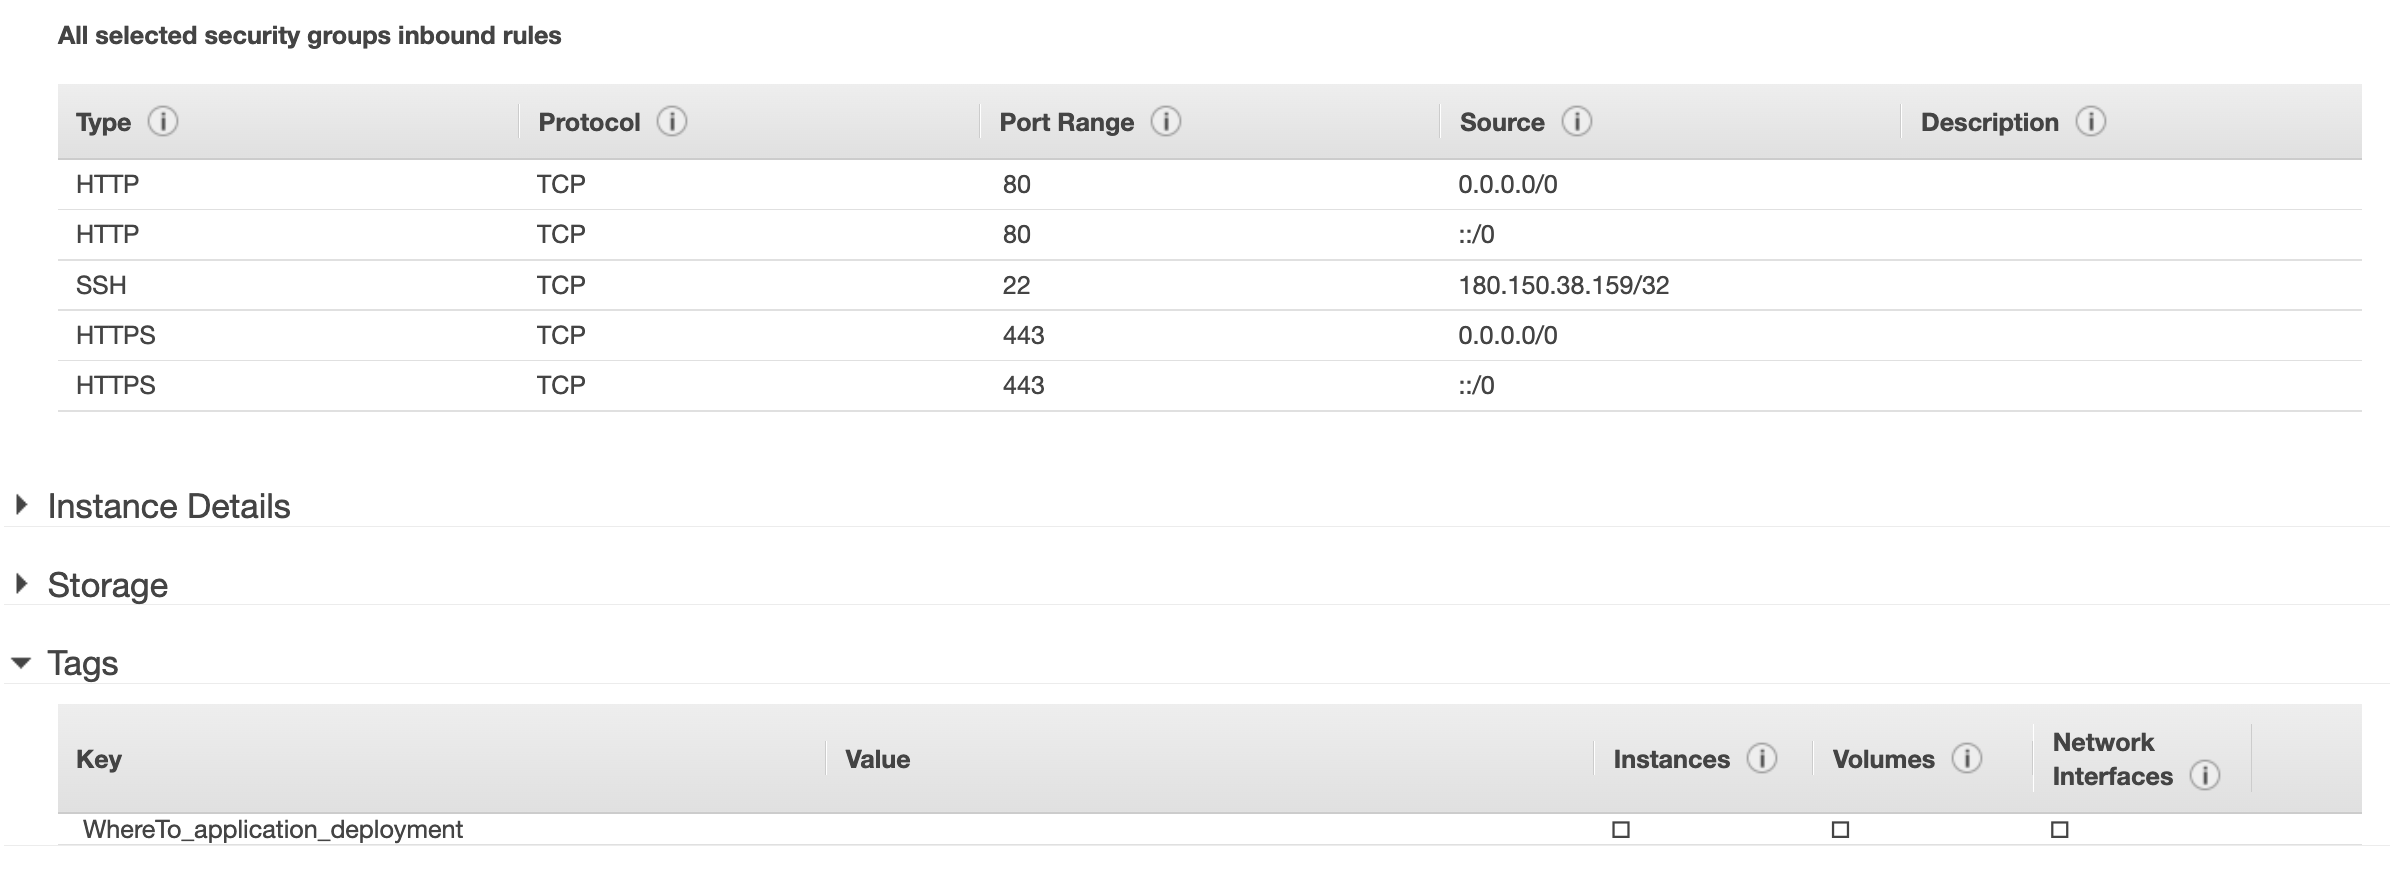 All selected security groups inbound rules
Type Protocol Port Range Source Description
HTTP TCP 80 0.0.0.0/0
HTTP TCP 80 ::/0
SSH TCP 22 180.150.38.159/32
HTTPS TCP 443 0.0.0.0/0
HTTPS TCP 443 ::/0
Instance Details
Storage
Tags
Key Value Instances Volumes Network Interfaces
WhereTo_application_deployment